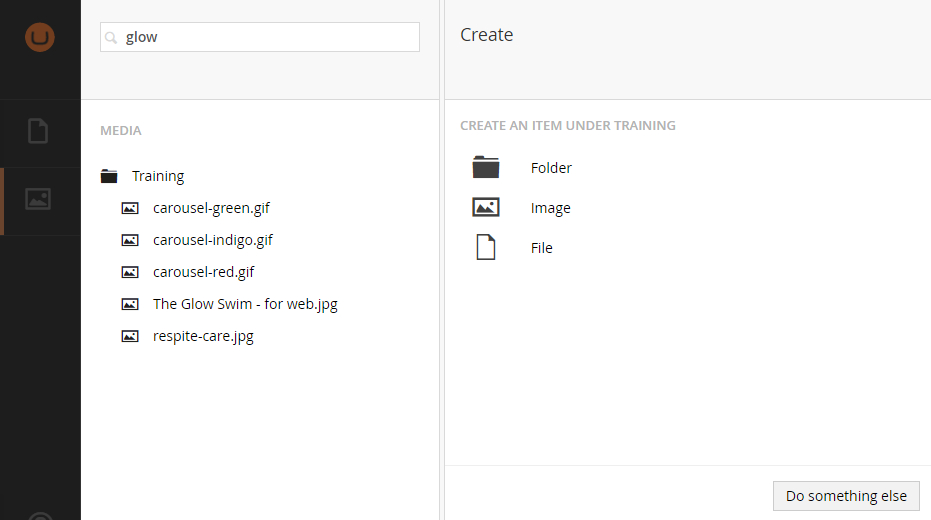 glow
Create
MEDIA
Training
carousel-green.gif
carousel-indigo.gif
carousel-red.gif
The Glow Swim - for web.jpg
respite-care.jpg
CREATE AN ITEM UNDER TRAINING
Folder
Image
File
Do something else